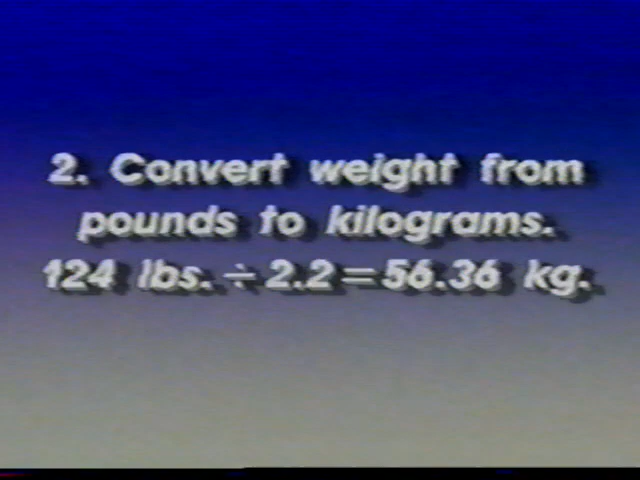 2. Convert weight from
pounds to kilograms.
124 lbs. ÷ 2.2 = 56.36 kg.